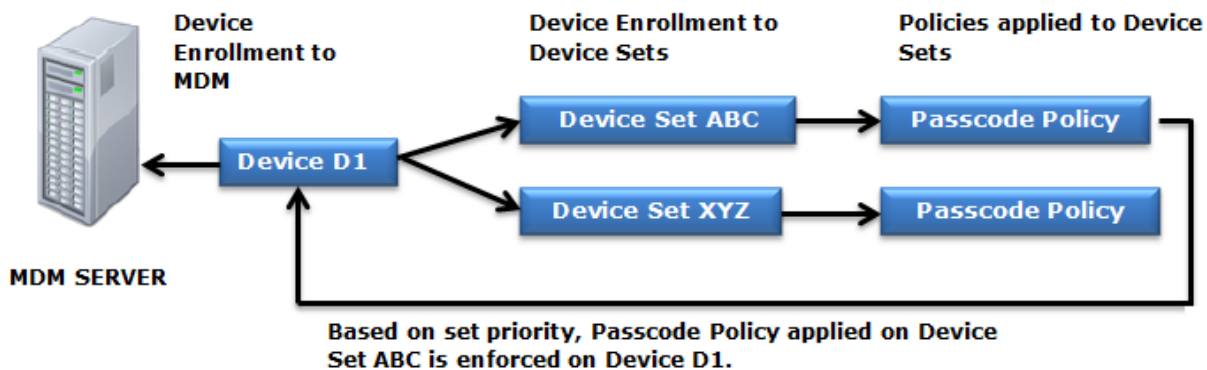 Device
Enrollment to
MDM
Device Enrollment to
Device Sets
Policies applied to Device
Sets
Device Set ABC
Passcode Policy
Device D1
Device Set XYZ
Passcode Policy
MDM SERVER
Based on set priority, Passcode Policy applied on Device
Set ABC is enforced on Device D1.